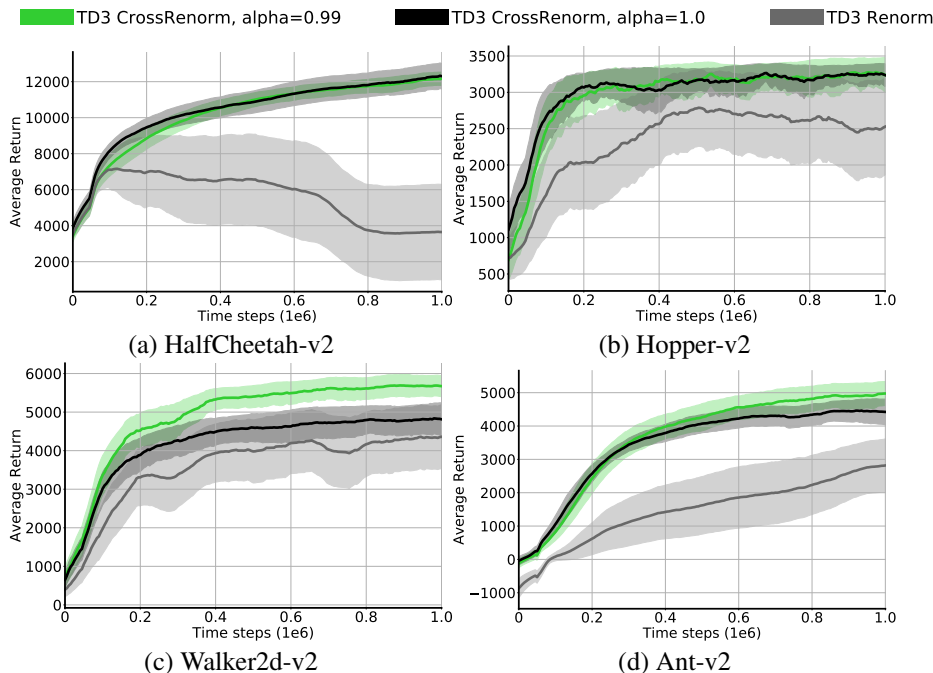 TD3 CrossRenorm, alpha=0.99 TD3 CrossRenorm, alpha=1.0 TD3 Renorm
12000
10000
8000
6000
4000
2000
Average Return
0 0.2 0.4 0.6 0.8 1.0
Time steps (1e6)
(a) HalfCheetah-v2
3500
3000
2500
2000
1500
1000
500
Average Return
0 0.2 0.4 0.6 0.8 1.0
Time steps (1e6)
(b) Hopper-v2
6000
5000
4000
3000
2000
1000
0
Average Return
0 0.2 0.4 0.6 0.8 1.0
Time steps (1e6)
(c) Walker2d-v2
5000
4000
3000
2000
1000
0
−1000
Average Return
0 0.2 0.4 0.6 0.8 1.0
Time steps (1e6)
(d) Ant-v2